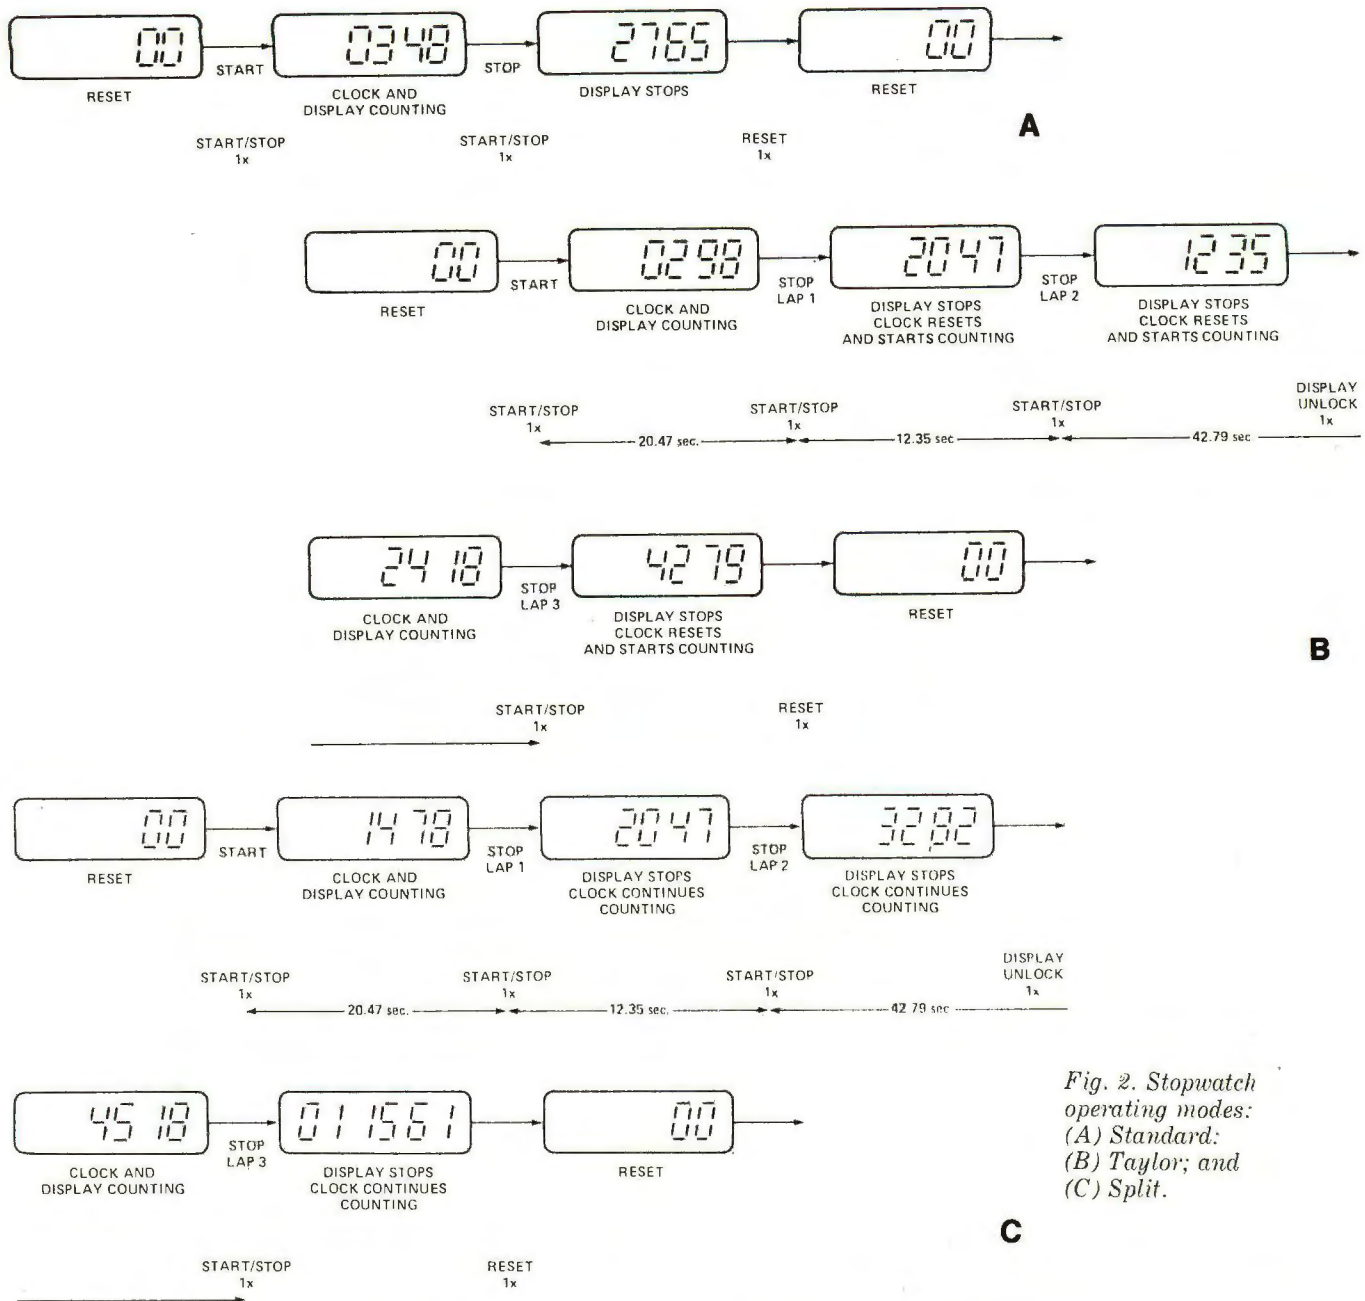 00
START
0348
STOP
2765
00
RESET
CLOCK AND
DISPLAY COUNTING
DISPLAY STOPS
RESET
A
START/STOP
1x
START/STOP
1x
RESET
1x
00
START
0298
STOP
LAP 1
2047
STOP
LAP 2
1235
RESET
CLOCK AND
DISPLAY COUNTING
DISPLAY STOPS
CLOCK RESETS
AND STARTS COUNTING
DISPLAY STOPS
CLOCK RESETS
AND STARTS COUNTING
START/STOP
1x
START/STOP
1x
START/STOP
1x
DISPLAY
UNLOCK
1x
20.47 sec.
12.35 sec
42.79 sec
2418
STOP
LAP 3
4279
00
CLOCK AND
DISPLAY COUNTING
DISPLAY STOPS
CLOCK RESETS
AND STARTS COUNTING
RESET
B
START/STOP
1x
RESET
1x
00
START
1478
STOP
LAP 1
2047
STOP
LAP 2
3282
RESET
CLOCK AND
DISPLAY COUNTING
DISPLAY STOPS
CLOCK CONTINUES
COUNTING
DISPLAY STOPS
CLOCK CONTINUES
COUNTING
START/STOP
1x
START/STOP
1x
START/STOP
1x
DISPLAY
UNLOCK
1x
20.47 sec.
12.35 sec.
42 79 sec
4518
STOP
LAP 3
011561
00
CLOCK AND
DISPLAY COUNTING
DISPLAY STOPS
CLOCK CONTINUES
COUNTING
RESET
Fig. 2. Stopwatch
operating modes:
(A) Standard:
(B) Taylor; and
(C) Split.
C
START/STOP
1x
RESET
1x